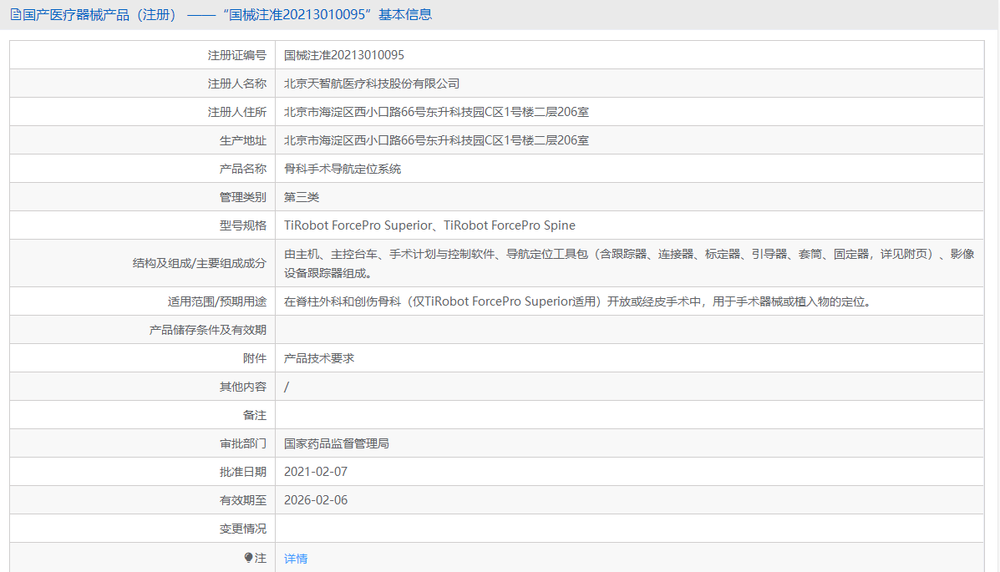 国产医疗器械产品（注册） ——“国械注准20213010095”基本信息
注册证编号 国械注准20213010095
注册人名称 北京天智航医疗科技股份有限公司
注册人住所 北京市海淀区西小口路66号东升科技园C区1号楼二层206室
生产地址 北京市海淀区西小口路66号东升科技园C区1号楼二层206室
产品名称 骨科手术导航定位系统
管理类别 第三类
型号规格 TiRobot ForcePro Superior、TiRobot ForcePro Spine
结构及组成/主要组成成分 由主机、主控台车、手术计划与控制软件、导航定位工具包（含跟踪器、连接器、标定器、引导器、套筒、固定器，详见附页）、影像
设备跟踪器组成。
适用范围/预期用途 在脊柱外科和创伤骨科（仅TiRobot ForcePro Superior适用）开放或经皮手术中，用于手术器械或植入物的定位。
产品储存条件及有效期
附件 产品技术要求
其他内容 /
备注
审批部门 国家药品监督管理局
批准日期 2021-02-07
有效期至 2026-02-06
变更情况
注 详情